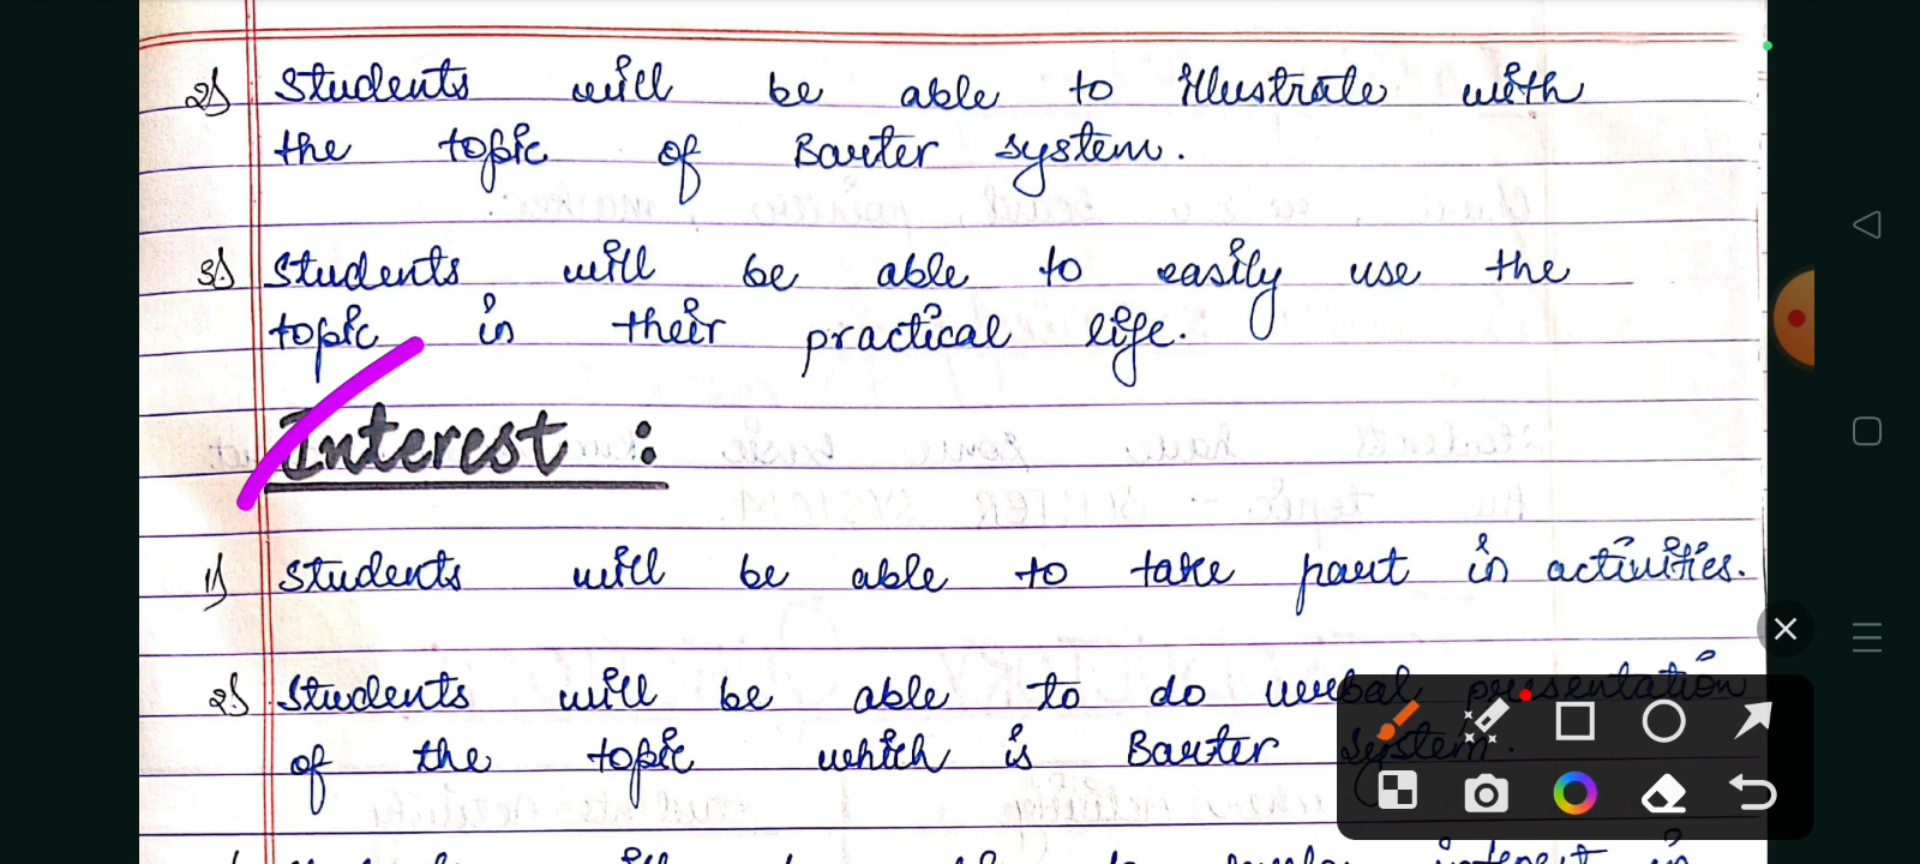 2) Students will be able to illustrate with
the topic of Barter system.
3) Students will be able to easily use the
topic in their practical life.
Interest :
1) Students will be able to take part in activities.
2) Students will be able to do verbal presentation
of the topic which is Barter system.
interest in